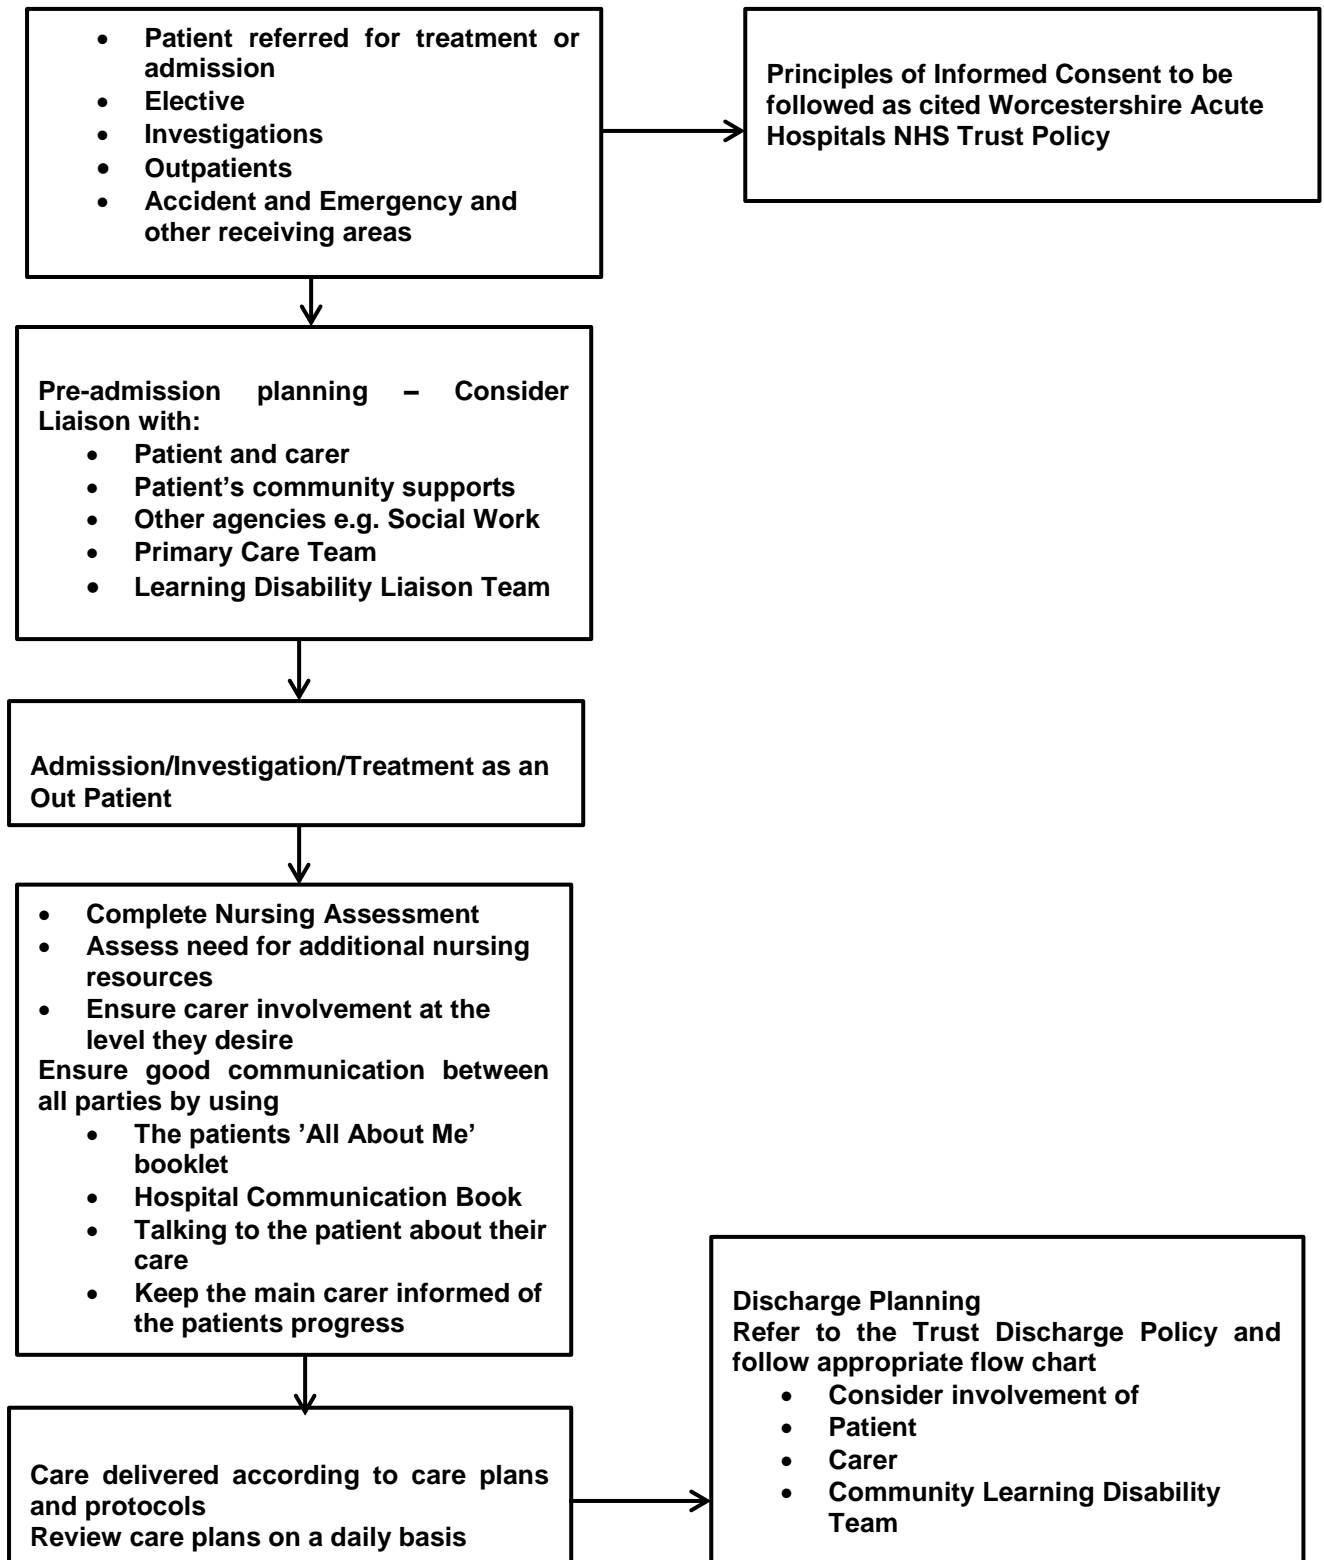 • Patient referred for treatment or
admission
• Elective
• Investigations
• Outpatients
• Accident and Emergency and
other receiving areas
Principles of Informed Consent to be
followed as cited Worcestershire Acute
Hospitals NHS Trust Policy
Pre-admission planning – Consider
Liaison with:
• Patient and carer
• Patient’s community supports
• Other agencies e.g. Social Work
• Primary Care Team
• Learning Disability Liaison Team
Admission/Investigation/Treatment as an
Out Patient
• Complete Nursing Assessment
• Assess need for additional nursing
resources
• Ensure carer involvement at the
level they desire
Ensure good communication between
all parties by using
• The patients ’All About Me’
booklet
• Hospital Communication Book
• Talking to the patient about their
care
• Keep the main carer informed of
the patients progress
Care delivered according to care plans
and protocols
Review care plans on a daily basis
Discharge Planning
Refer to the Trust Discharge Policy and
follow appropriate flow chart
• Consider involvement of
• Patient
• Carer
• Community Learning Disability
Team